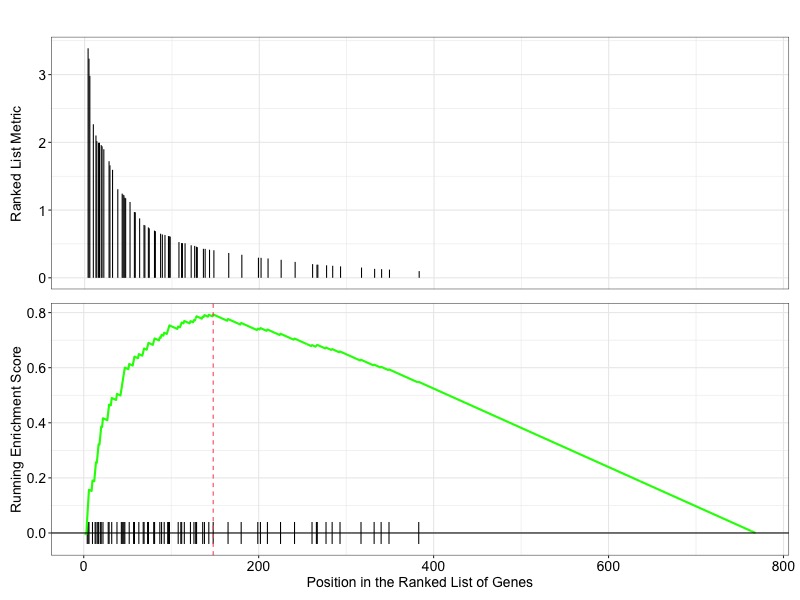 Ranked List Metric
3
2
1
0
Running Enrichment Score
0.8
0.6
0.4
0.2
0.0
0 200 400 600 800
Position in the Ranked List of Genes